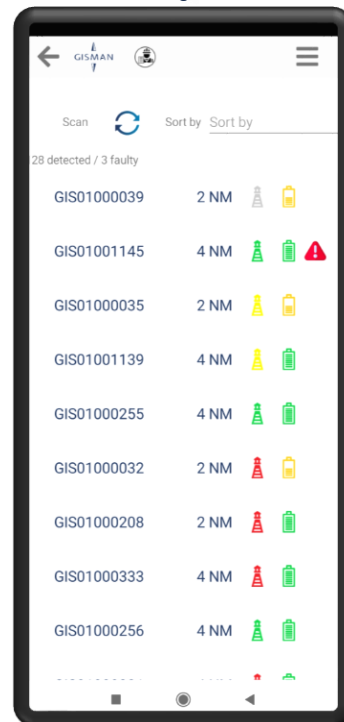 GISMAN
Scan Sort by Sort by
28 detected / 3 faulty
GIS01000039 2 NM
GIS01001145 4 NM
GIS01000035 2 NM
GIS01001139 4 NM
GIS01000255 4 NM
GIS01000032 2 NM
GIS01000208 2 NM
GIS01000333 4 NM
GIS01000256 4 NM